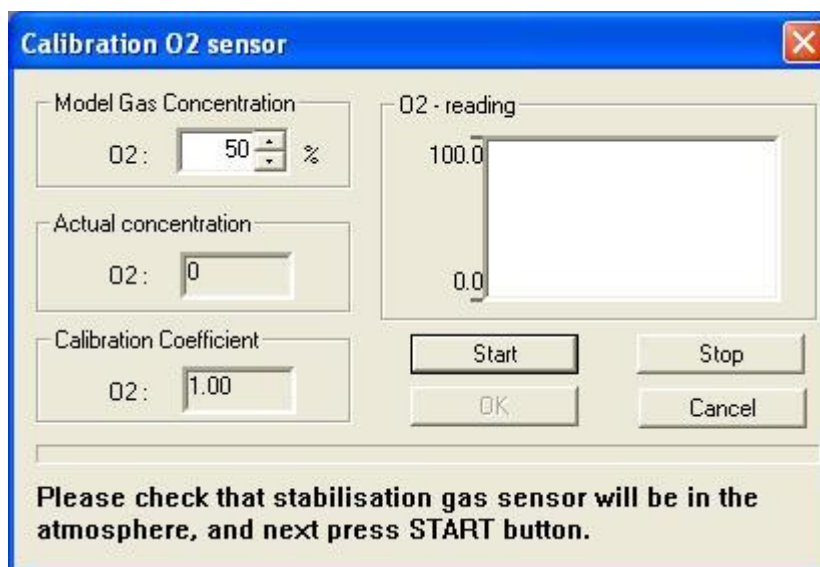 Calibration O2 sensor
Model Gas Concentration
O2: 50 %
Actual concentration
O2: 0
Calibration Coefficient
O2: 1.00
O2 - reading
100.0
0.0
Start Stop
OK Cancel
Please check that stabilisation gas sensor will be in the
atmosphere, and next press START button.